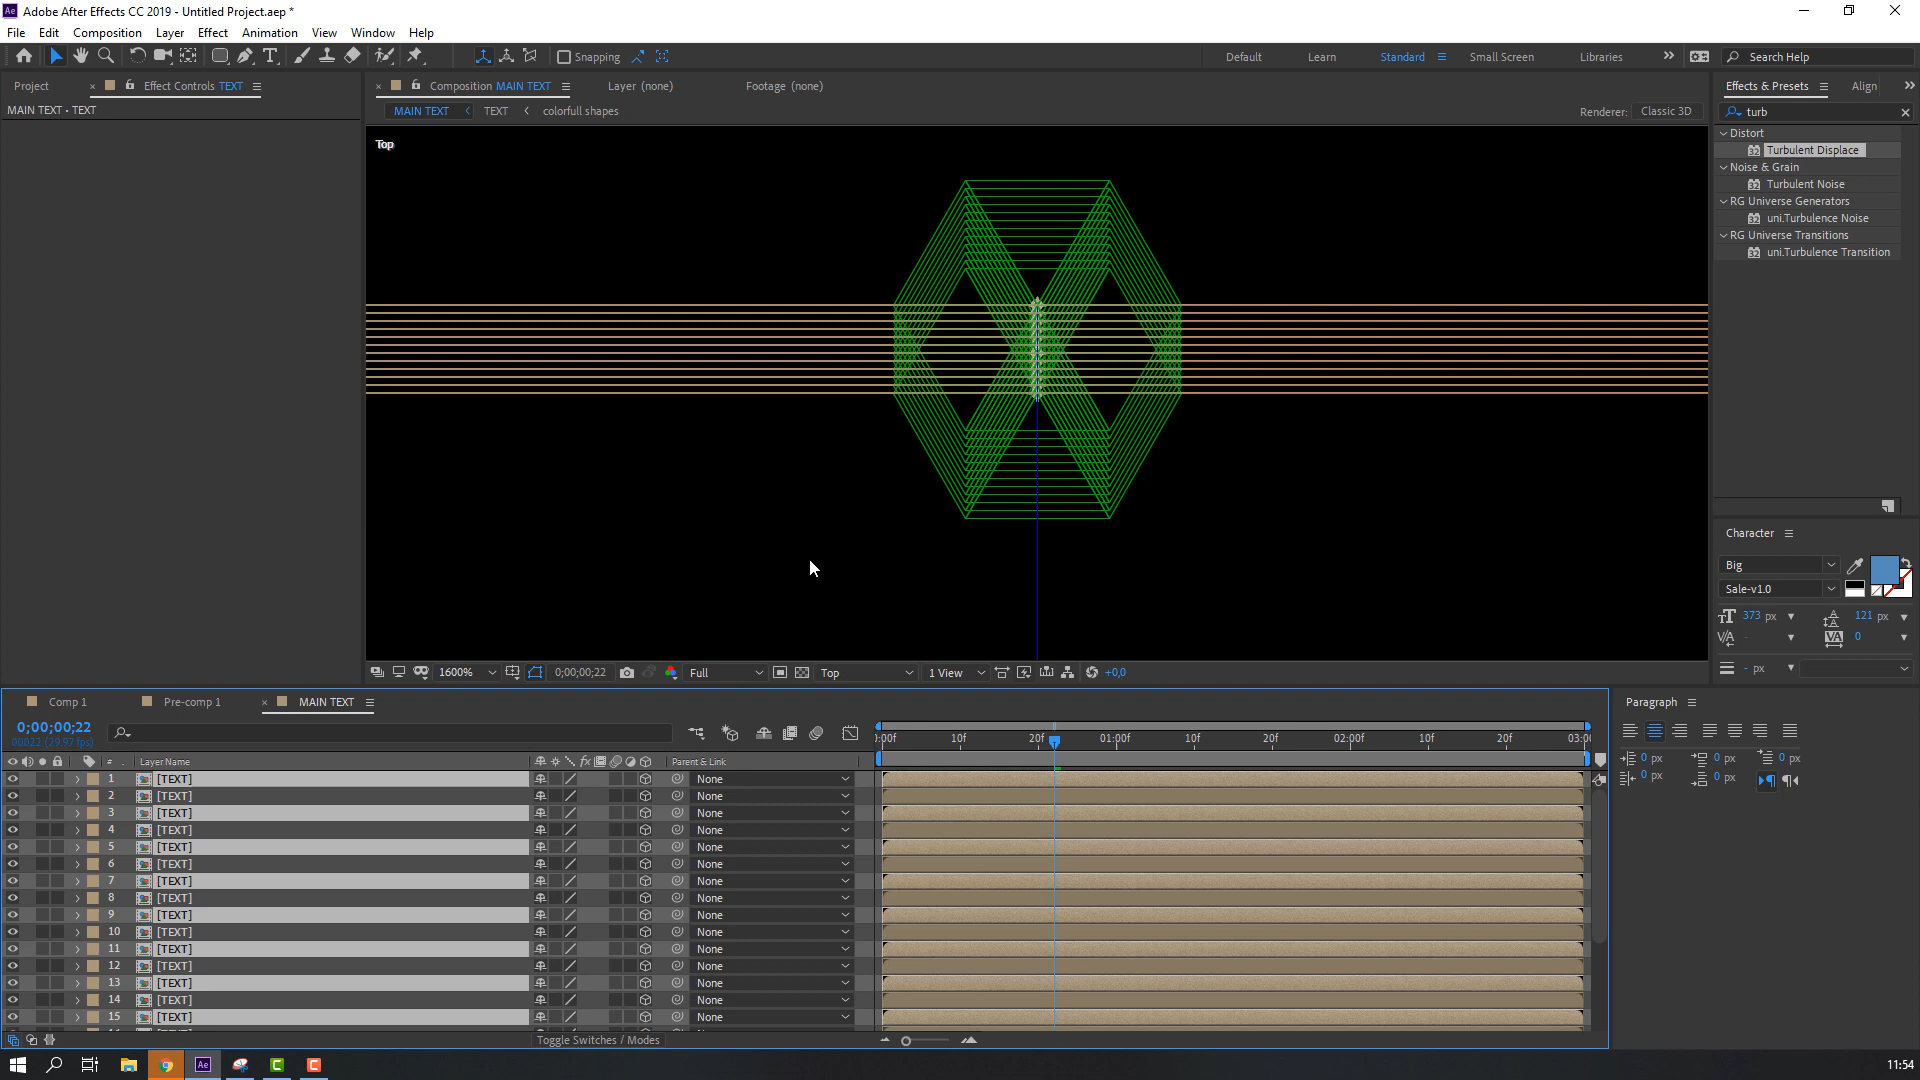 Adobe After Effects CC 2019 - Untitled Project.aep *
File Edit Composition Layer Effect Animation View Window Help
Snapping
Default Learn Standard Small Screen Libraries Search Help
Project Effect Controls TEXT
Composition MAIN TEXT Layer (none) Footage (none)
Effects & Presets Align
MAIN TEXT • TEXT
MAIN TEXT TEXT colorfull shapes
Renderer: Classic 3D
turb
Top
Distort
Turbulent Displace
Noise & Grain
Turbulent Noise
RG Universe Generators
uni.Turbulence Noise
RG Universe Transitions
uni.Turbulence Transition
Character
Big
Sale-v1.0
373 px 121 px
- 0
- px
1600% 0;00;00;22 Full Top 1 View +0,0
Comp 1 Pre-comp 1 MAIN TEXT
Paragraph
0;00;00;22
00022 (29.97 fps)
):00f 10f 20f 01:00f 10f 20f 02:00f 10f 20f 03:0
# Layer Name Parent & Link
0 px 0 px 0 px
0 px 0 px
1 [TEXT] None
2 [TEXT] None
3 [TEXT] None
4 [TEXT] None
5 [TEXT] None
6 [TEXT] None
7 [TEXT] None
8 [TEXT] None
9 [TEXT] None
10 [TEXT] None
11 [TEXT] None
12 [TEXT] None
13 [TEXT] None
14 [TEXT] None
15 [TEXT] None
Toggle Switches / Modes
11:54